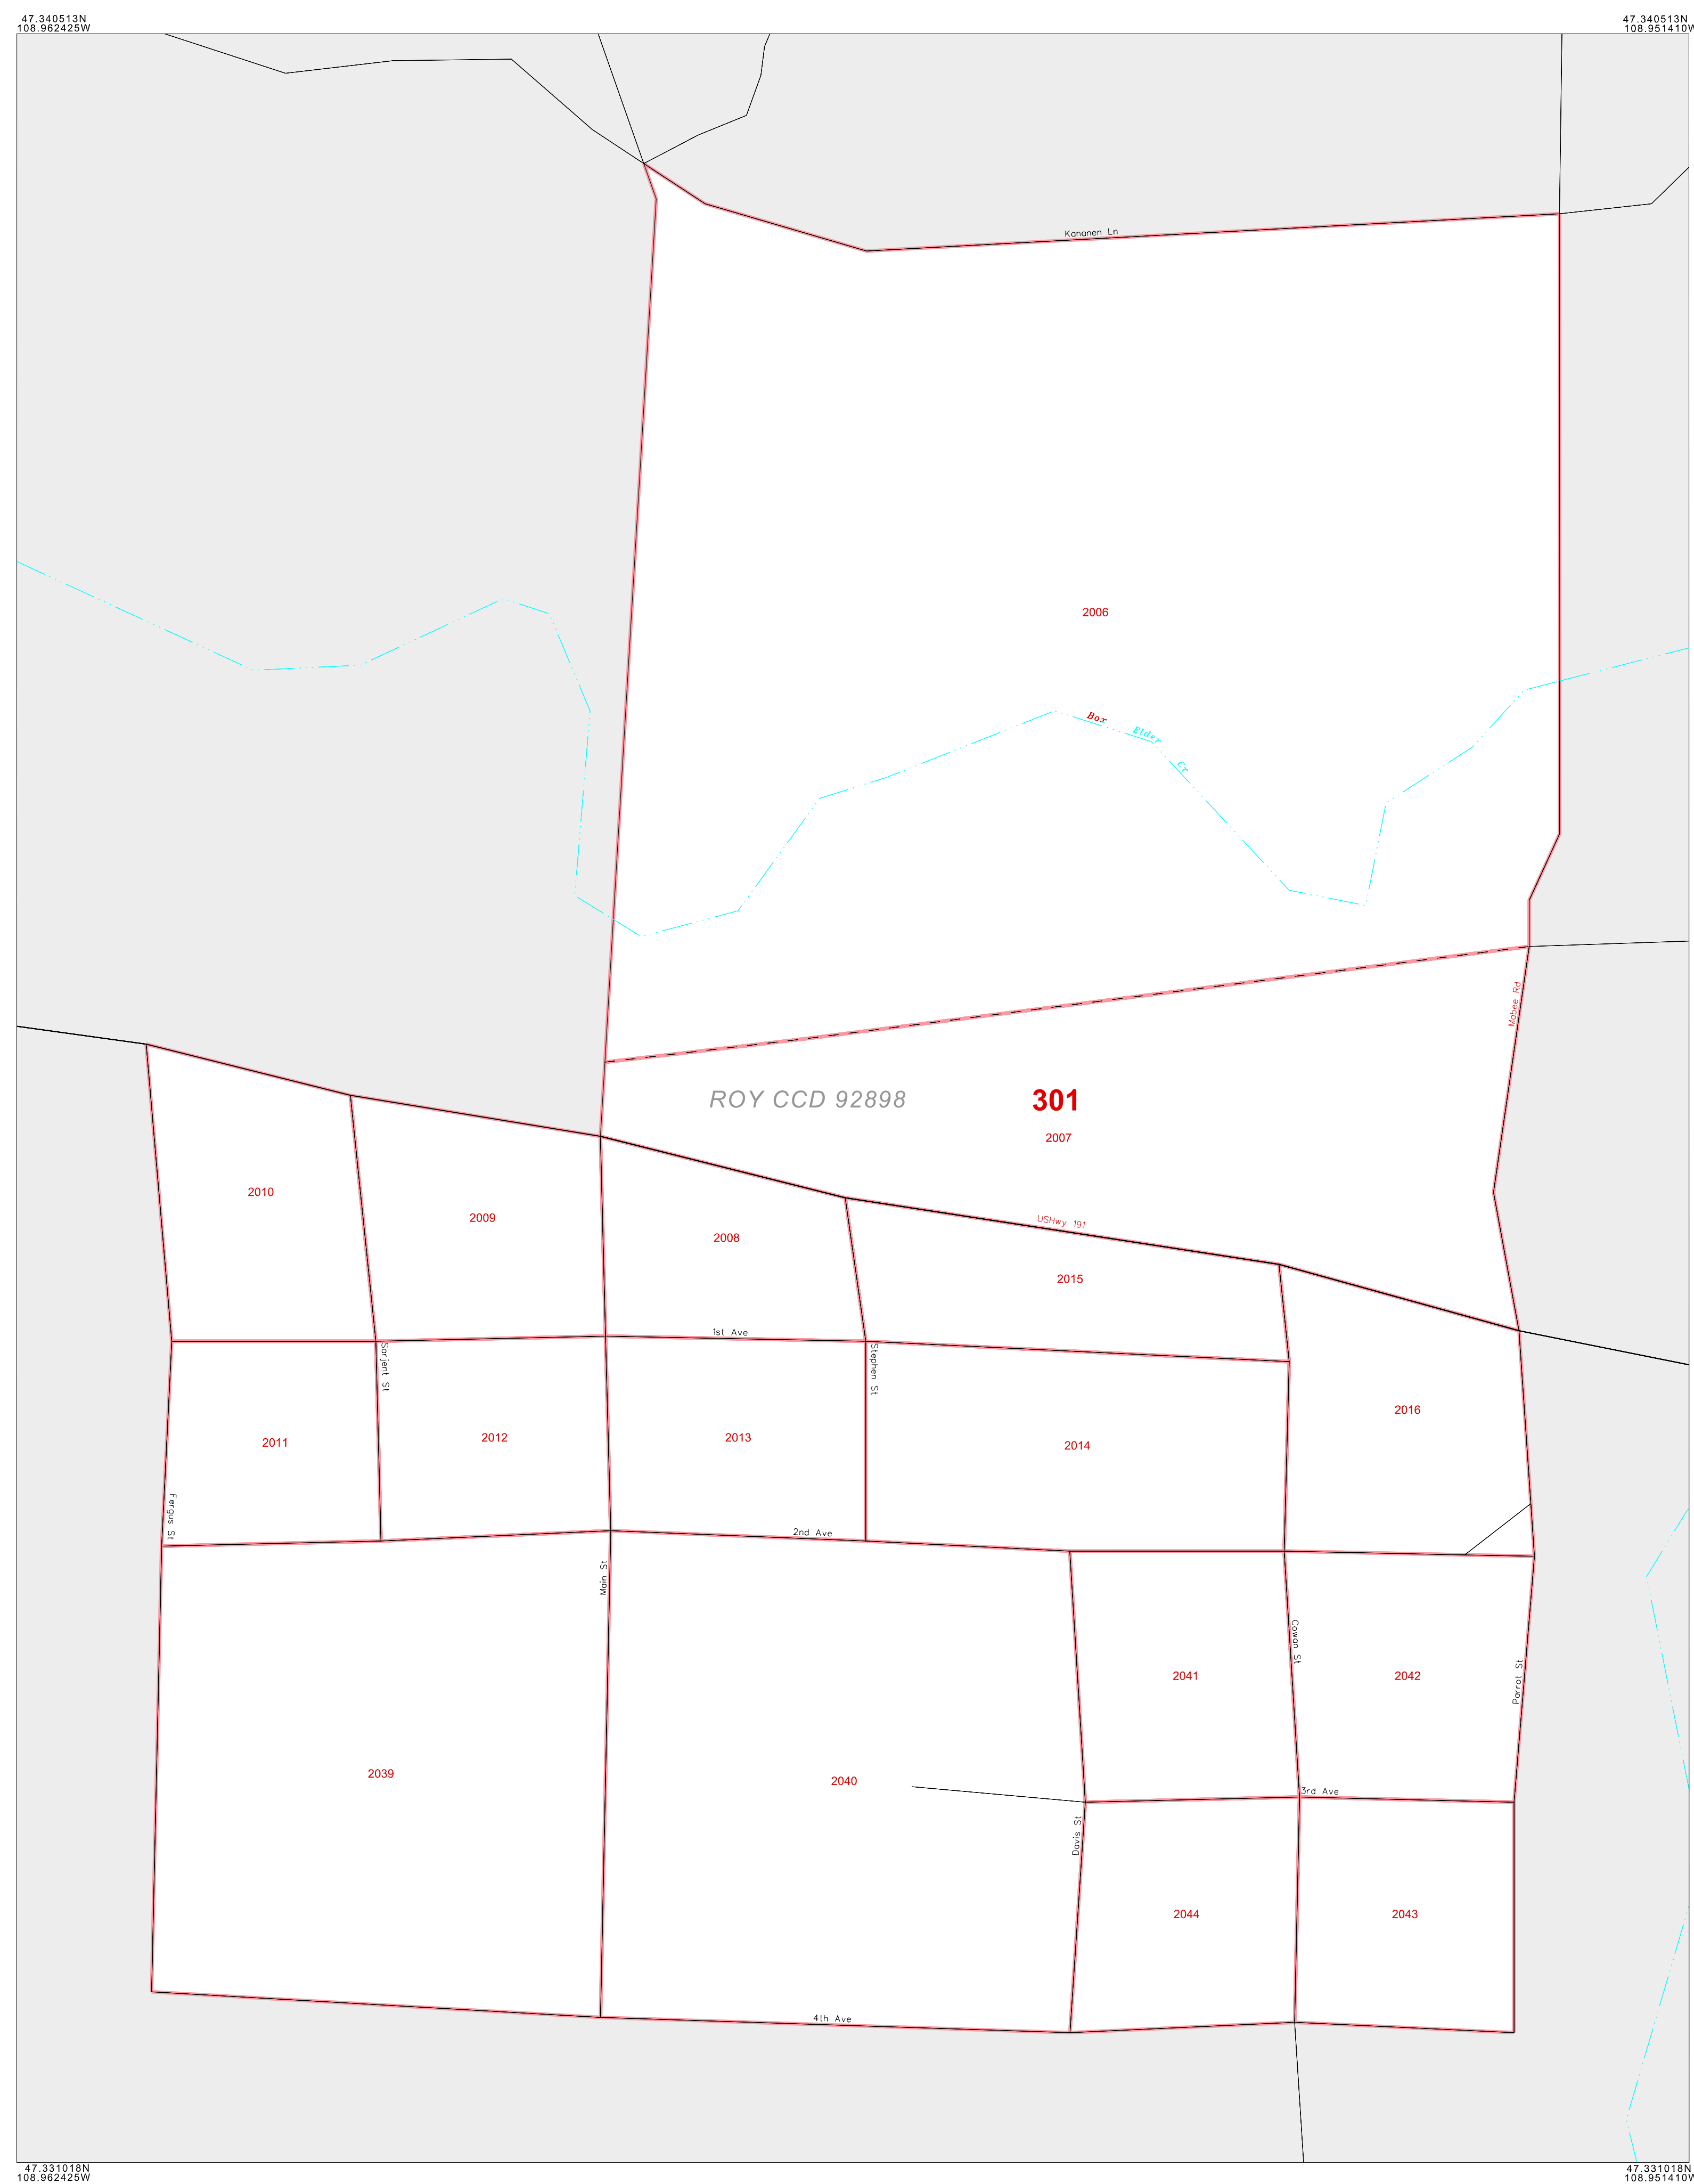 47.340513N
108.962425W
47.340513N
108.951410W
Kananen Ln
2006
Box Elder Cr
Mabee Rd
ROY CCD 92898
301
2007
2010
2009
2008
USHwy 191
2015
1st Ave
Sarjent St
Stephen St
2016
2011
2012
2013
2014
Fergus St
2nd Ave
Main St
Cowan St
2041
2042
Parrot St
2039
2040
3rd Ave
Davis St
2044
2043
4th Ave
47.331018N
108.962425W
47.331018N
108.951410W